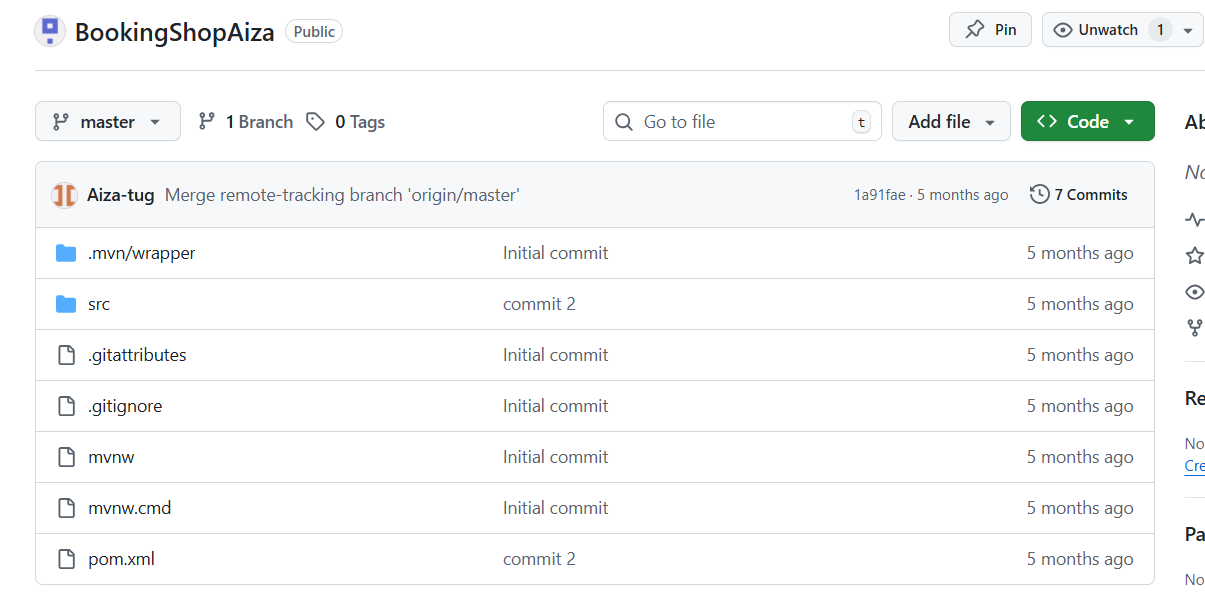 BookingShopAiza Public
Pin
Unwatch 1
master
1 Branch
0 Tags
Go to file t
Add file
Code
Aiza-tug Merge remote-tracking branch 'origin/master' 1a91fae · 5 months ago 7 Commits
.mvn/wrapper Initial commit 5 months ago
src commit 2 5 months ago
.gitattributes Initial commit 5 months ago
.gitignore Initial commit 5 months ago
mvnw Initial commit 5 months ago
mvnw.cmd Initial commit 5 months ago
pom.xml commit 2 5 months ago
Ab
No
Re
No
Cre
Pa
No